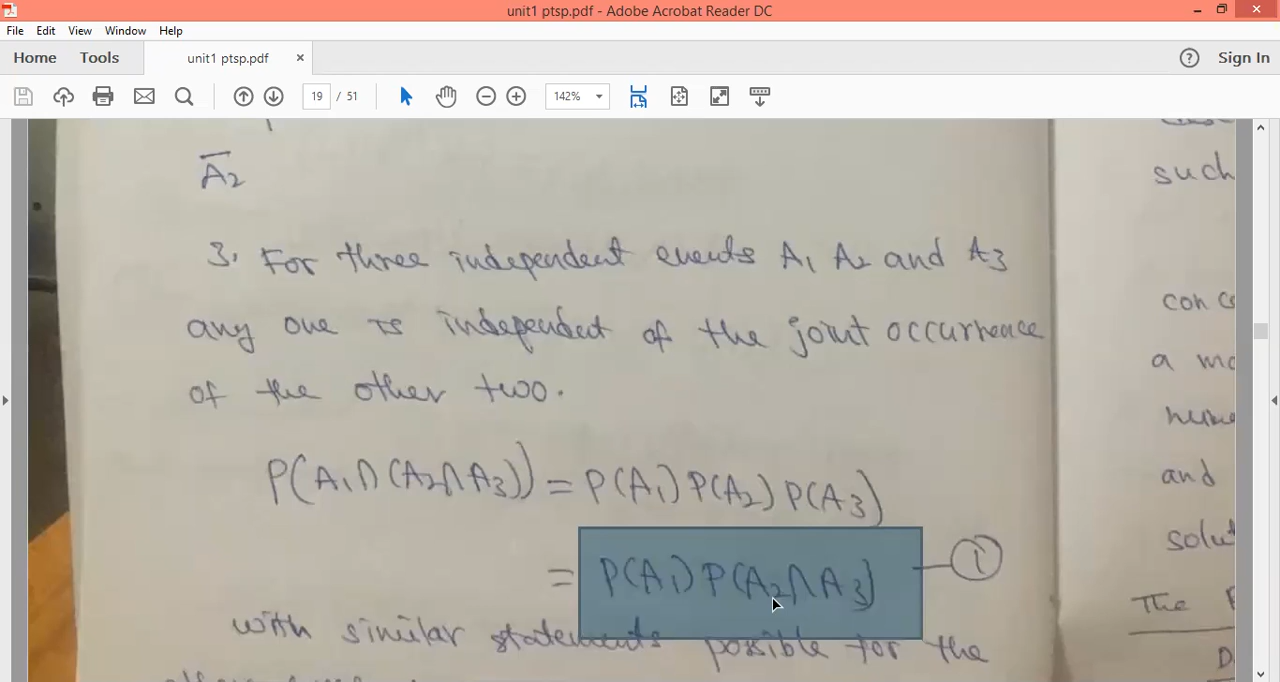 unit1 ptsp.pdf - Adobe Acrobat Reader DC
File Edit View Window Help
Home Tools unit1 ptsp.pdf × ? Sign In
19 / 51 142%
A̅2
such
3. For three independent events A1 A2 and A3
any one is independent of the joint occurrence
of the other two.
a
and
P(A1∩(A2∩A3)) = P(A1) P(A2) P(A3)
= P(A1) P(A2∩A3) — ①
The
with similar statements possible for the